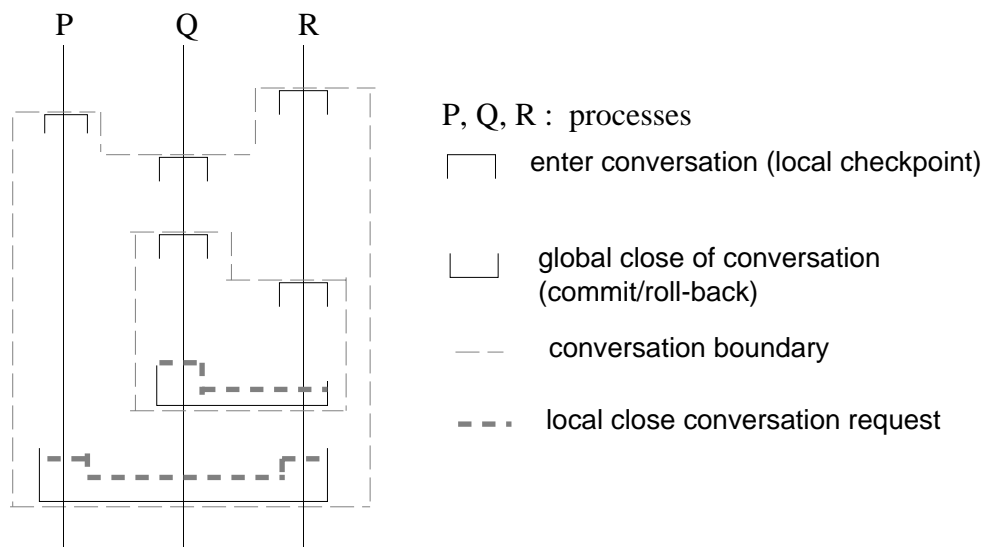 P Q R
P, Q, R : processes
enter conversation (local checkpoint)
global close of conversation
(commit/roll-back)
conversation boundary
local close conversation request